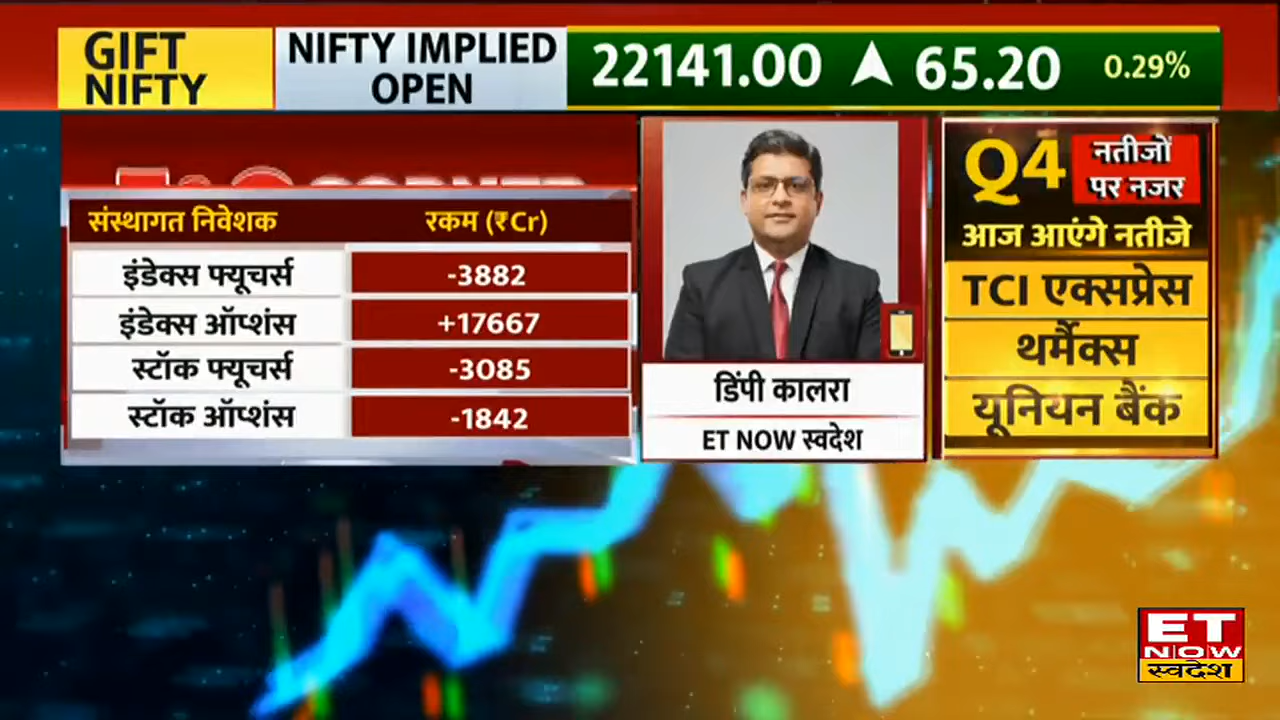 GIFT
NIFTY
NIFTY IMPLIED
OPEN
22141.00 65.20 0.29%
संस्थागत निवेशक रकम (₹Cr)
इंडेक्स फ्यूचर्स -3882
इंडेक्स ऑप्शंस +17667
स्टॉक फ्यूचर्स -3085
स्टॉक ऑप्शंस -1842
डिंपी कालरा
ET NOW स्वदेश
Q4 नतीजों
पर नजर
आज आएंगे नतीजे
TCI एक्सप्रेस
थर्मैक्स
यूनियन बैंक
ET
NOW
स्वदेश